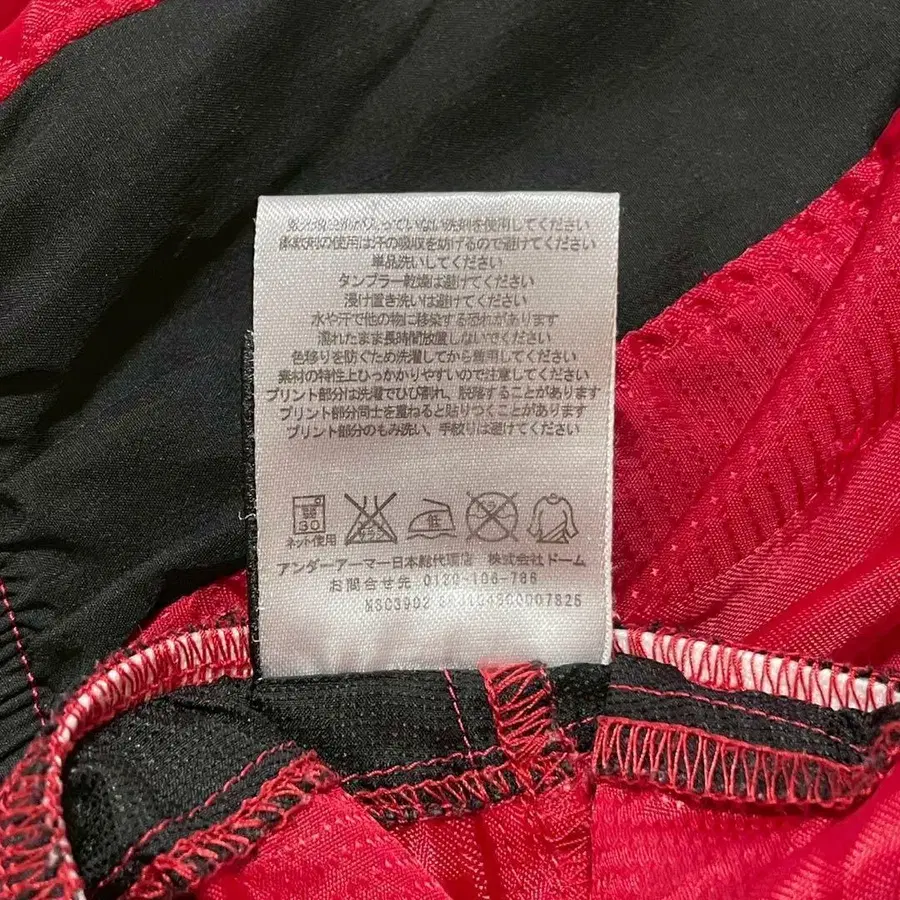 蛍光増白剤の入っていない洗剤を使用してください
柔軟剤の使用は汗の吸収を妨げるので避けてください
単品洗いしてください
タンブラー乾燥は避けてください
浸け置き洗いは避けてください
水や汗で他の物に移染する恐れがあります
濡れたまま長時間放置しないでください
色移りを防ぐため洗濯してから着用してください
素材の特性上ひっかかりやすいので注意してください
プリント部分は洗濯でひび割れ、脱落することがあります
プリント部分同士を重ねると貼りつくことがあります
プリント部分のもみ洗い、手絞りは避けてください
30 エンソサラシ 低
ネット使用
アンダーアーマー日本総代理店 株式会社ドーム
お問合せ先 0120-106-786
MSC3902